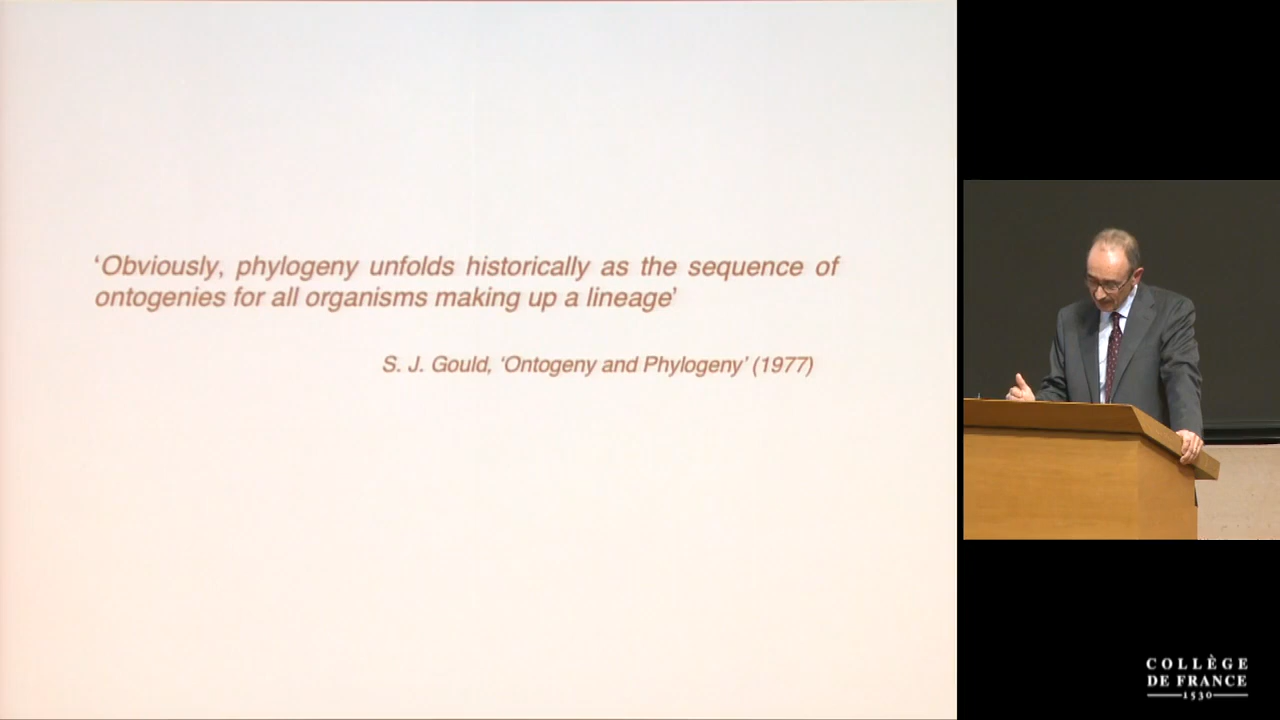 ‘Obviously, phylogeny unfolds historically as the sequence of
ontogenies for all organisms making up a lineage’
S. J. Gould, ‘Ontogeny and Phylogeny’ (1977)
COLLÈGE
DE FRANCE
1530